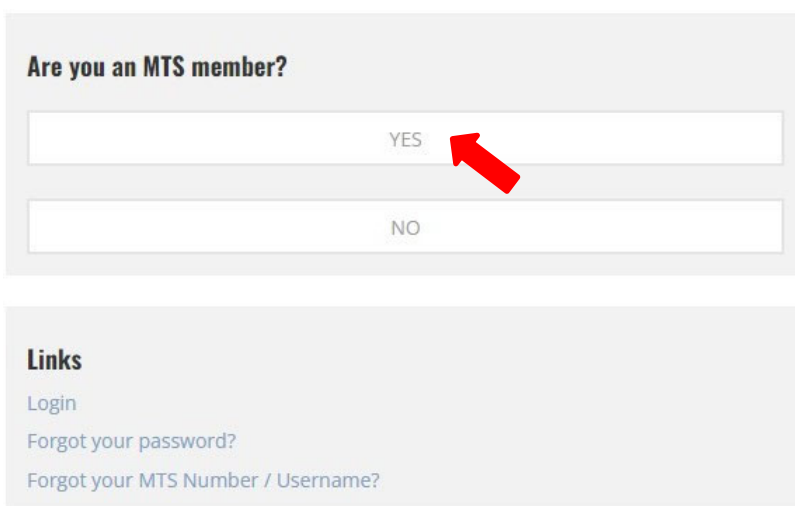 Are you an MTS member?
YES
NO
Links
Login
Forgot your password?
Forgot your MTS Number / Username?